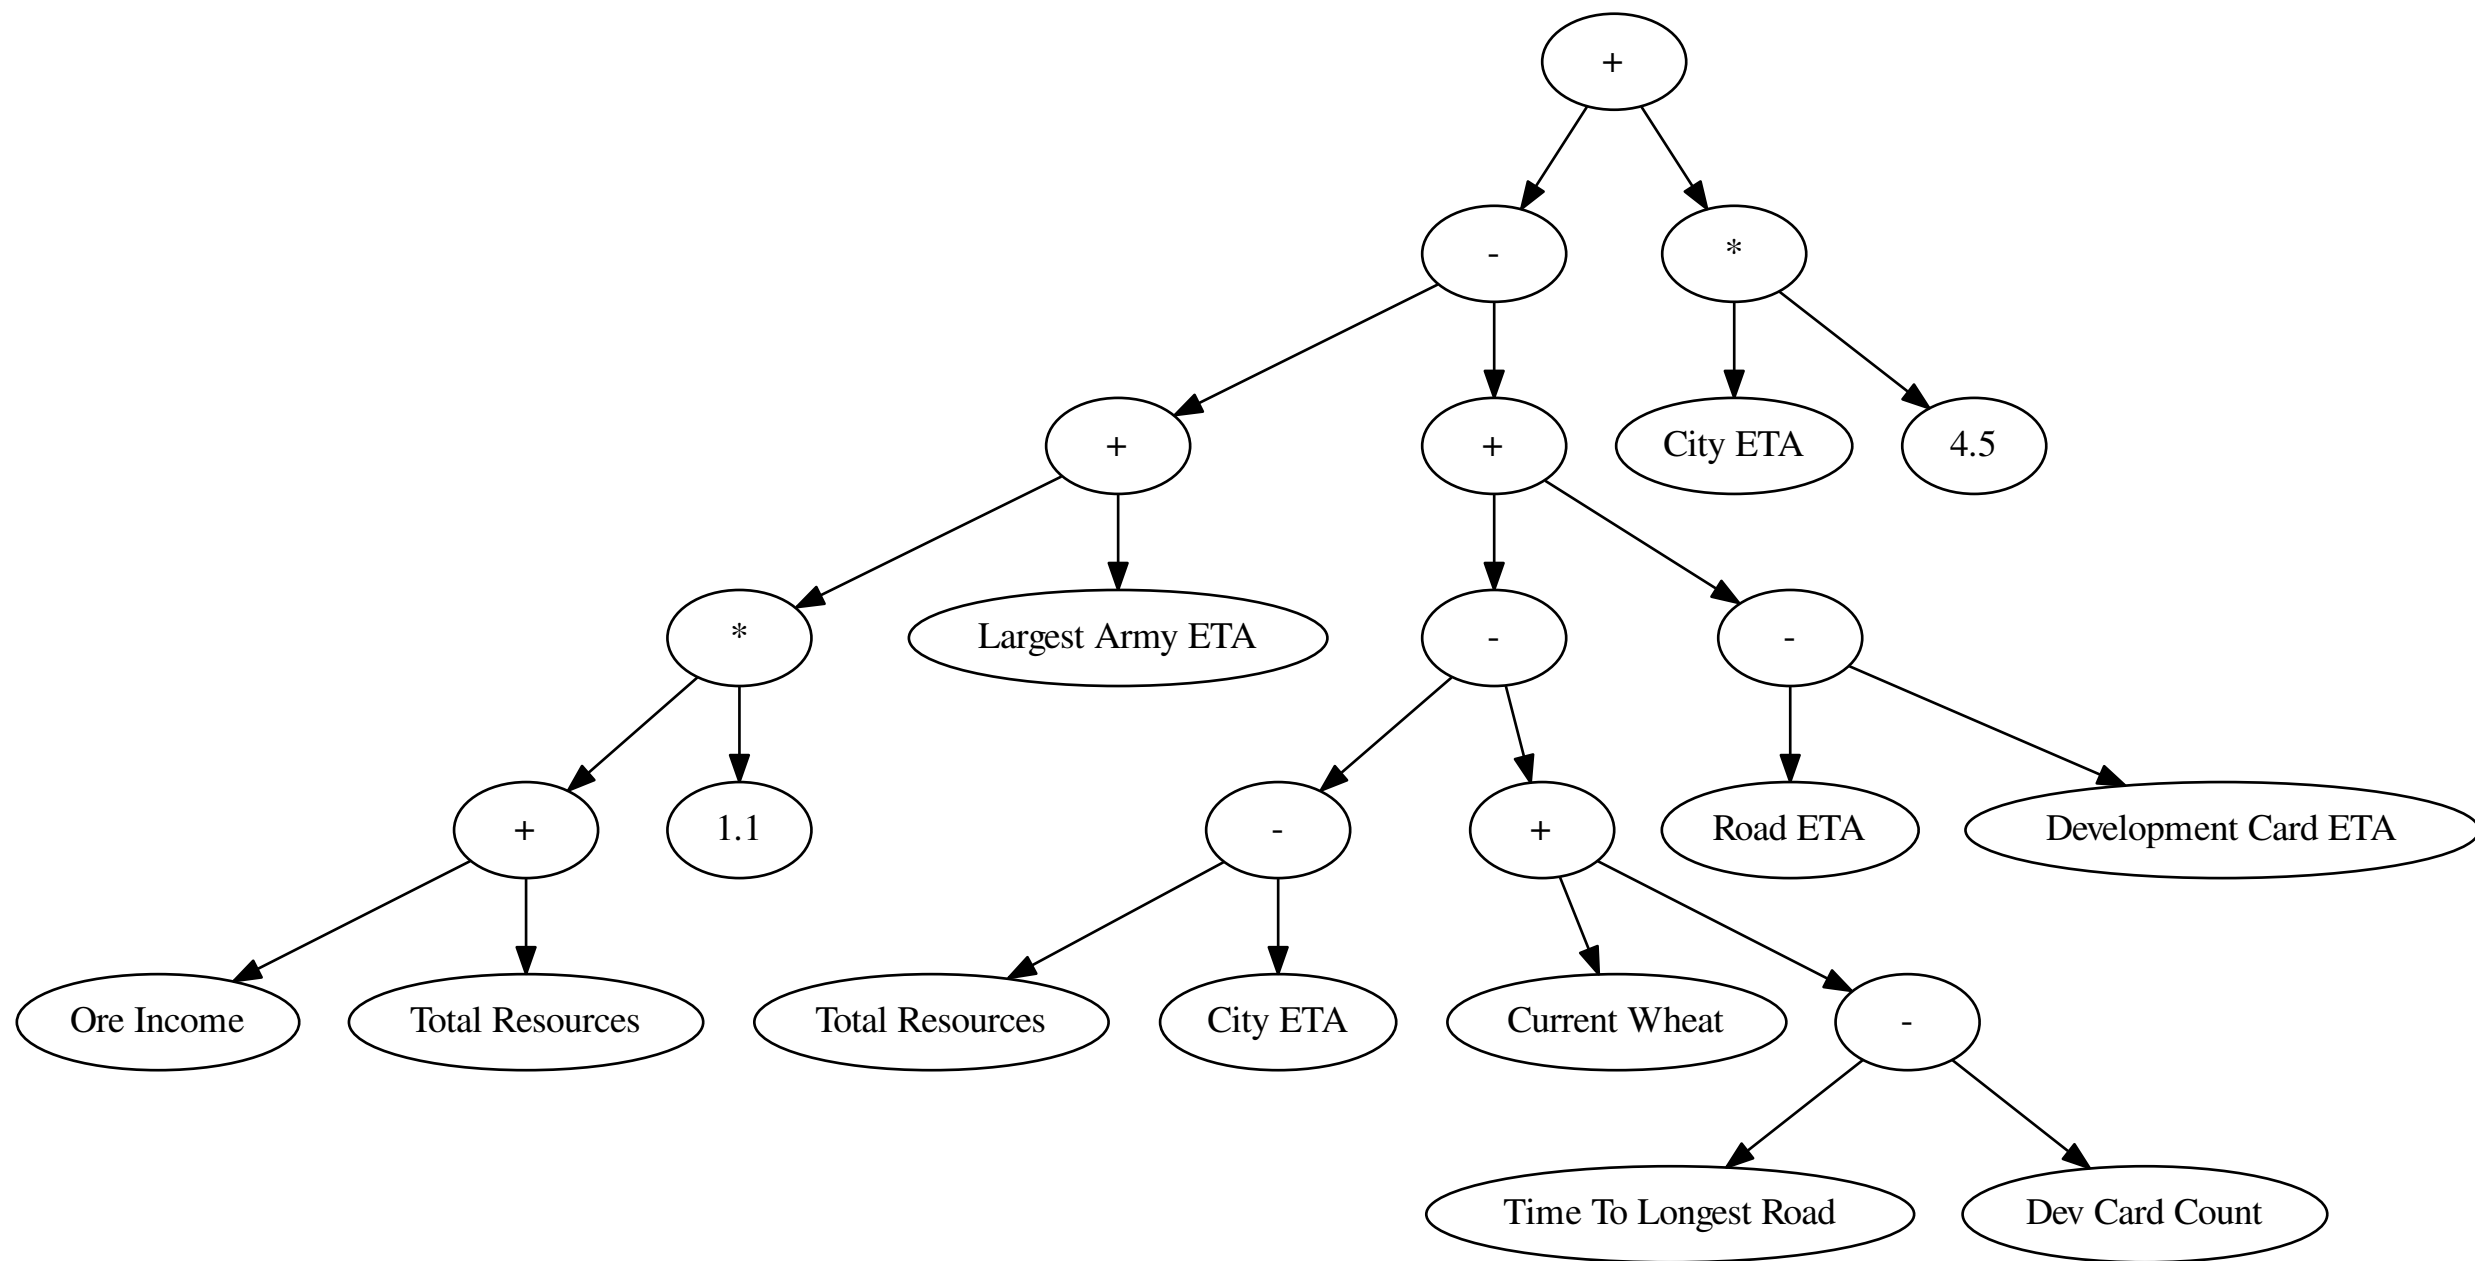 +
-
*
+
+
City ETA
4.5
*
Largest Army ETA
-
-
+
1.1
-
+
Road ETA
Development Card ETA
Ore Income
Total Resources
Total Resources
City ETA
Current Wheat
-
Time To Longest Road
Dev Card Count